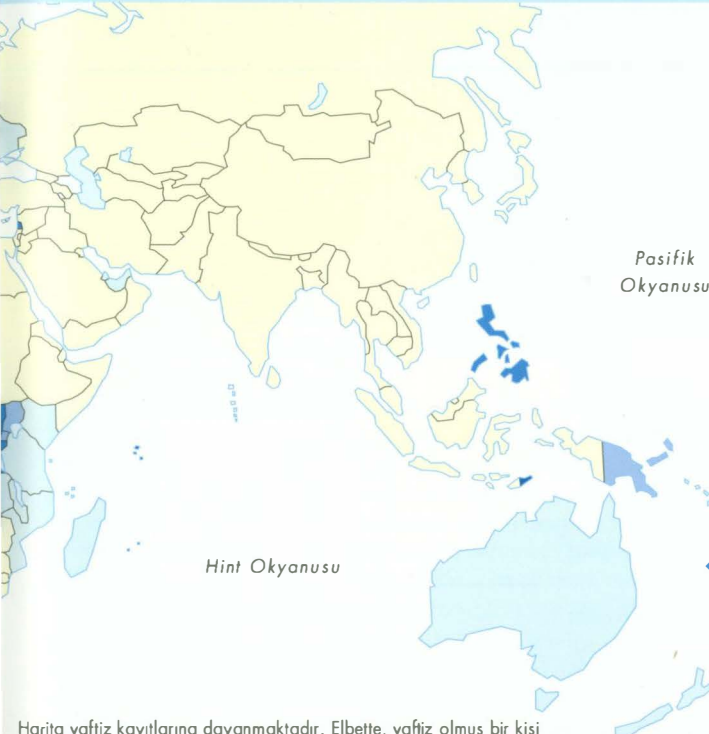 Pasifik
Okyanusu
Hint Okyanusu
Harita vaftiz kayıtlarına dayanmaktadır. Elbette, vaftiz olmuş bir kişi